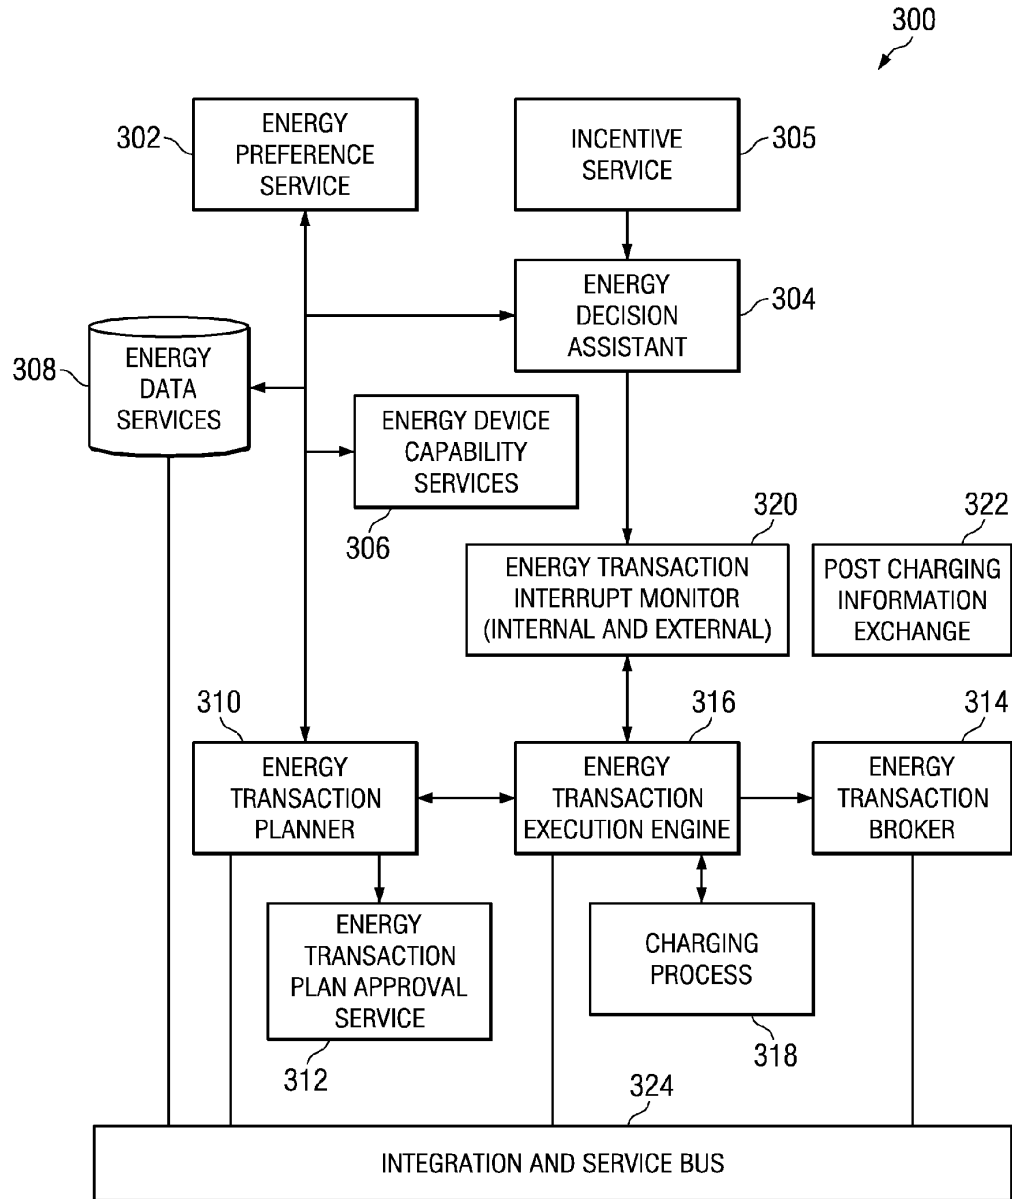 300
302
ENERGY
PREFERENCE
SERVICE
INCENTIVE
SERVICE
305
ENERGY
DECISION
ASSISTANT
304
308
ENERGY
DATA
SERVICES
ENERGY DEVICE
CAPABILITY
SERVICES
306
320
322
ENERGY TRANSACTION
INTERRUPT MONITOR
(INTERNAL AND EXTERNAL)
POST CHARGING
INFORMATION
EXCHANGE
310
316
314
ENERGY
TRANSACTION
PLANNER
ENERGY
TRANSACTION
EXECUTION ENGINE
ENERGY
TRANSACTION
BROKER
ENERGY
TRANSACTION
PLAN APPROVAL
SERVICE
CHARGING
PROCESS
312
318
324
INTEGRATION AND SERVICE BUS